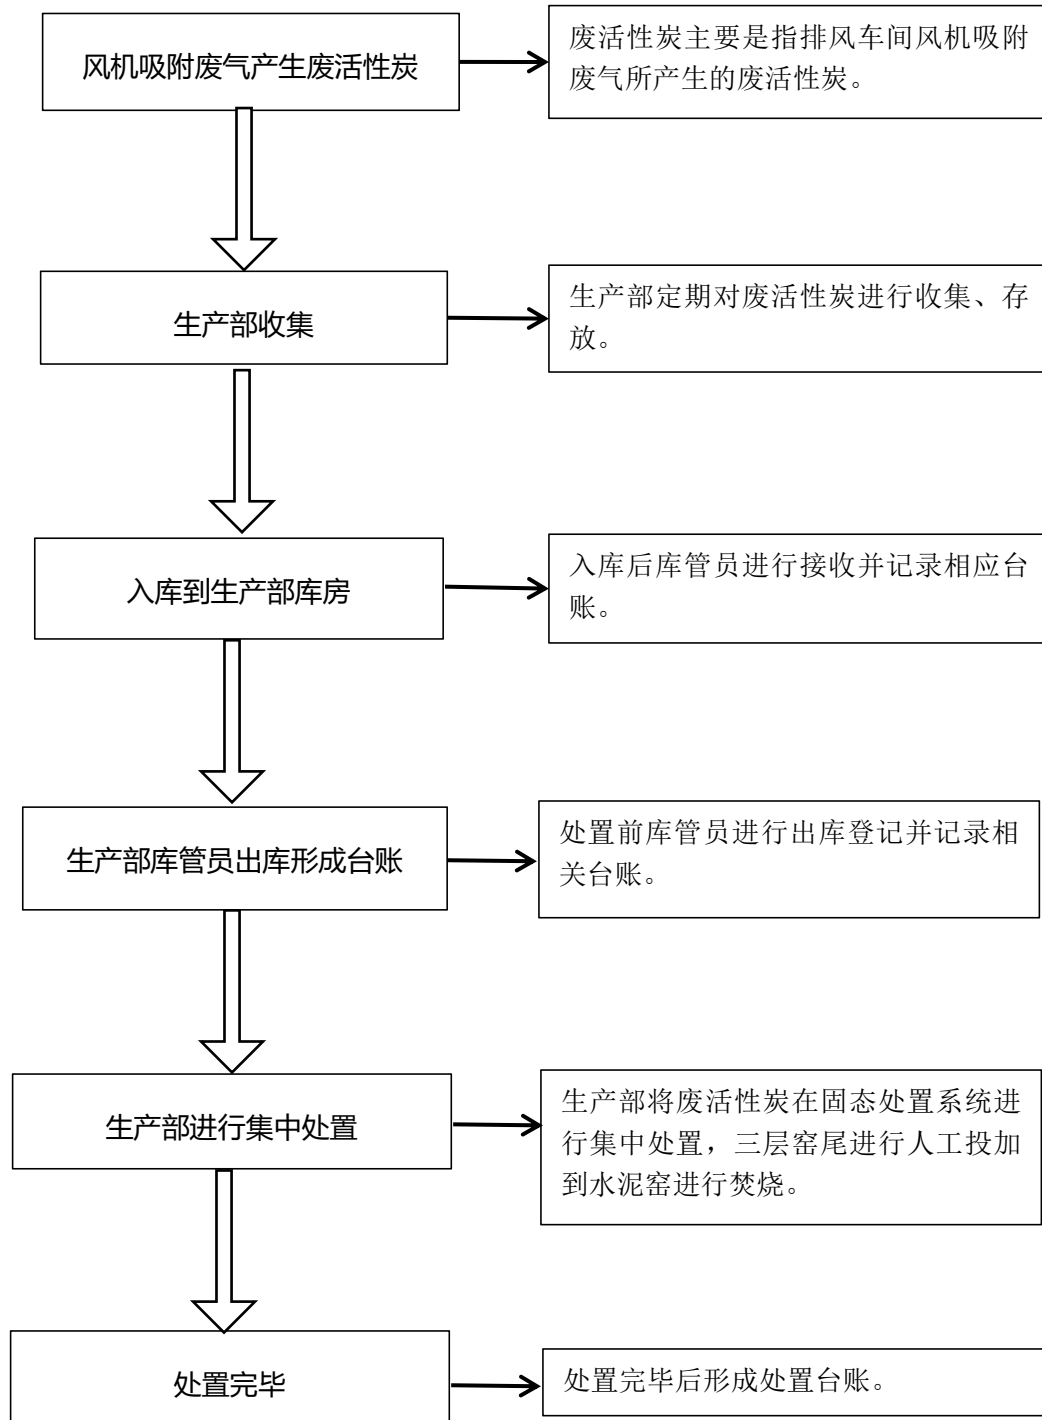 风机吸附废气产生废活性炭
废活性炭主要是指排风车间风机吸附
废气所产生的废活性炭。
生产部收集
生产部定期对废活性炭进行收集、存
放。
入库到生产部库房
入库后库管员进行接收并记录相应台
账。
生产部库管员出库形成台账
处置前库管员进行出库登记并记录相
关台账。
生产部进行集中处置
生产部将废活性炭在固态处置系统进
行集中处置，三层窑尾进行人工投加
到水泥窑进行焚烧。
处置完毕
处置完毕后形成处置台账。